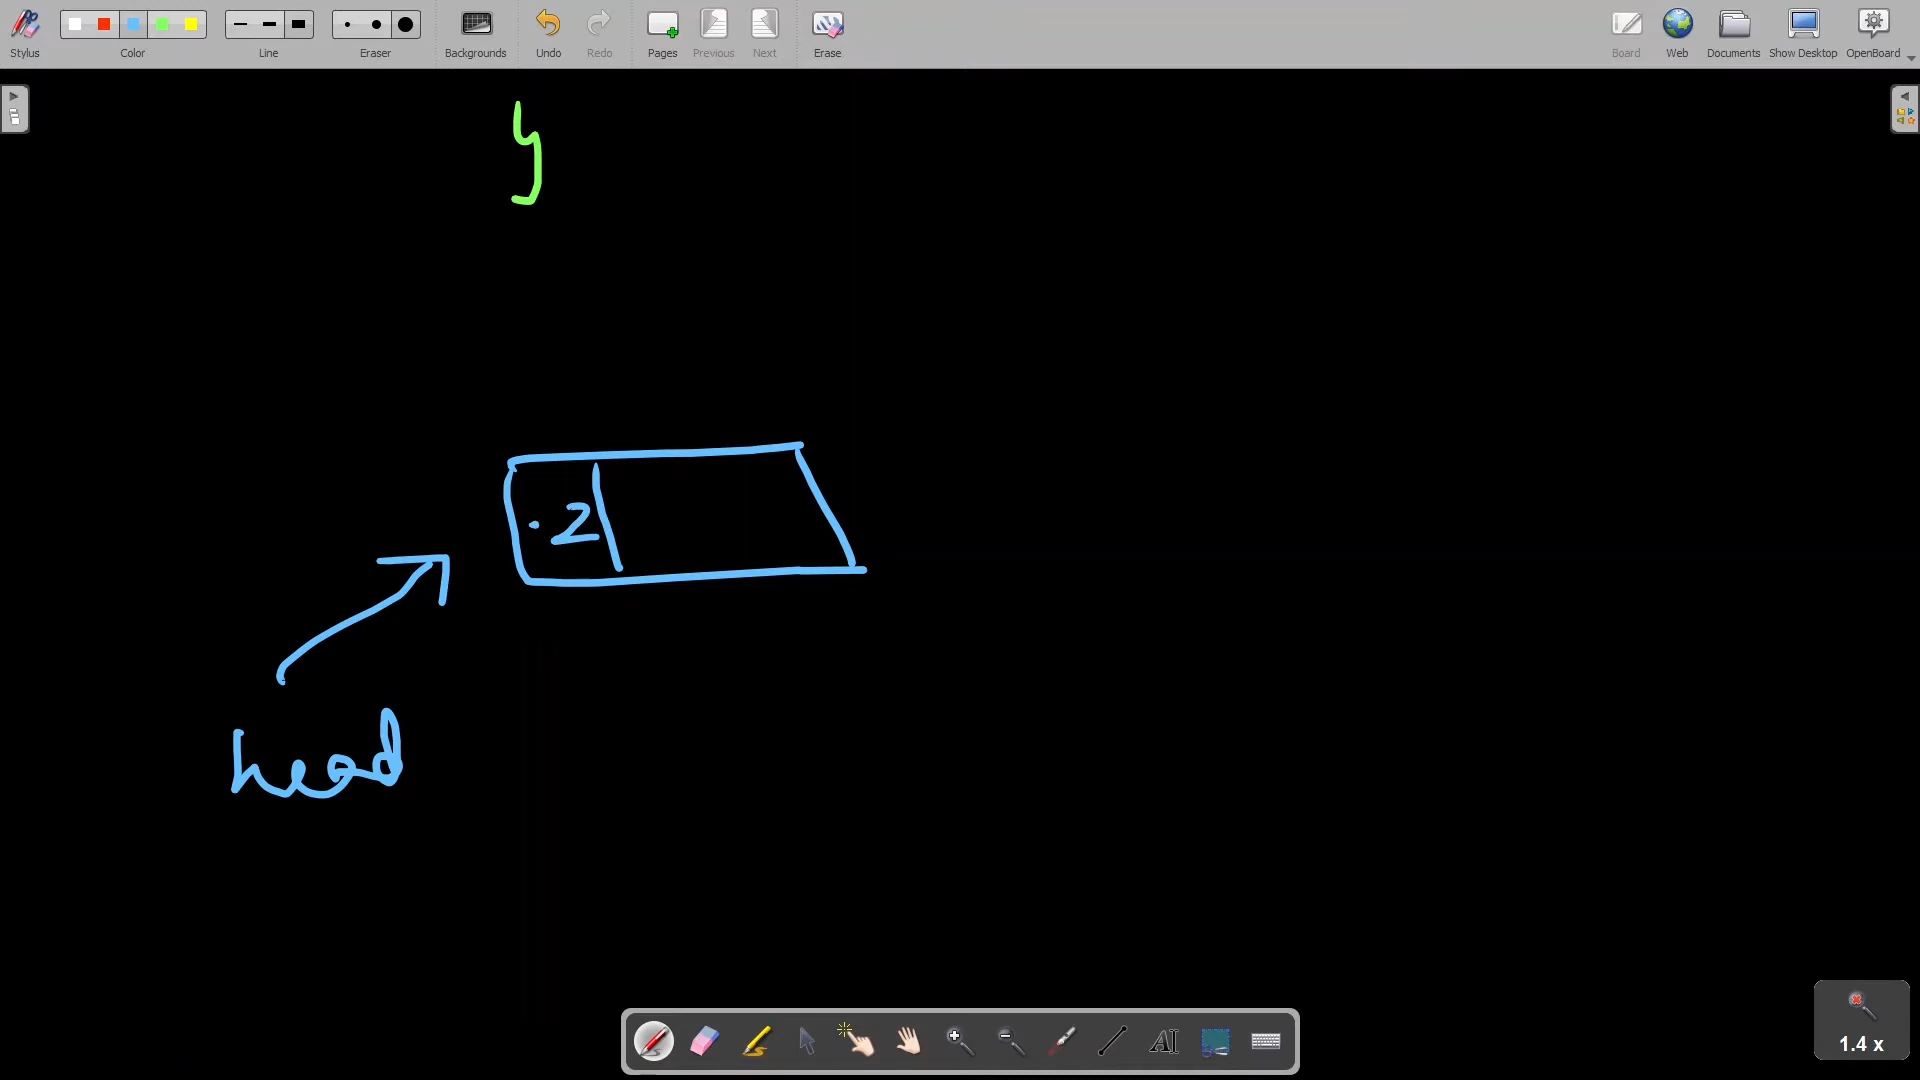 Stylus
Color
Line
Eraser
Backgrounds
Undo
Redo
Pages
Previous
Next
Erase
Board
Web
Documents
Show Desktop
OpenBoard
.2
head
AI
1.4 x